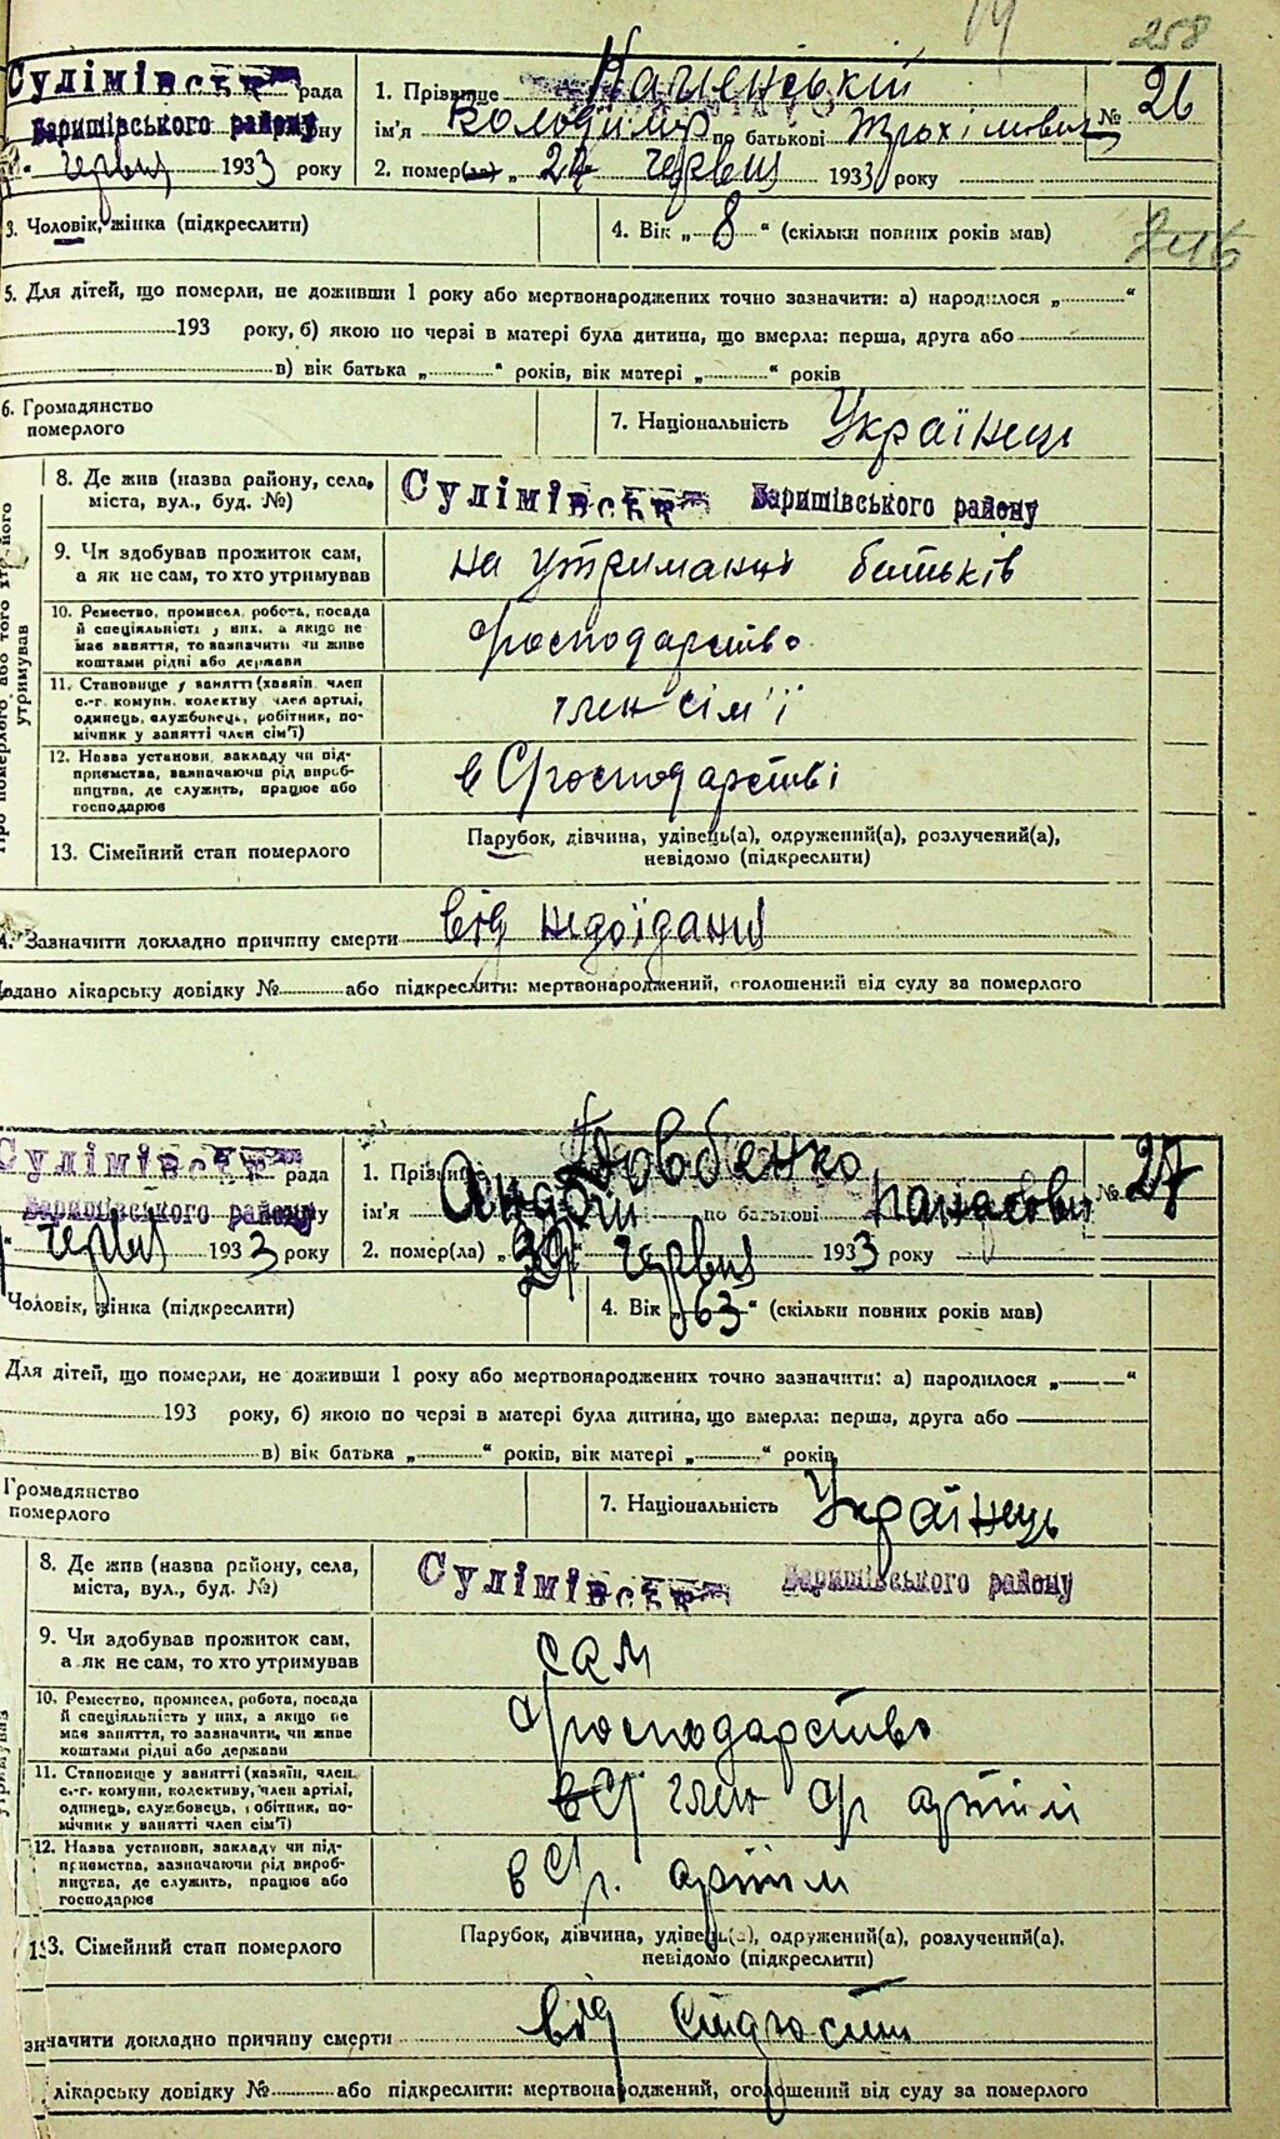 258
Сулімівськ рада 1. Прізвище Нагієнській № 26
Баришівського району ім'я Володимир по батькові Трохімович
червня 1933 року 2. помер(ла) „ 24 " червня 1933 року
3. Чоловік, жінка (підкреслити) 4. Вік „ 8 “ (скільки повних років мав)
5. Для дітей, що померли, не доживши 1 року або мертвонароджених точно зазначити: а) народилося „ “
193 року, б) якою по черзі в матері була дитина, що вмерла: перша, друга або
в) вік батька „ “ років, вік матері „ “ років
6. Громадянство померлого 7. Національність Українець
8. Де жив (назва району, села, міста, вул., буд. №) Сулімівськ Баришівського району
9. Чи здобував прожиток сам, а як не сам, то хто утримував на утриманні батьків
10. Ремество, промисел, робота, посада й спеціяльність у них, а якщо не має заняття, то зазначити чи живе коштами рідні або держави Сгосподарство
11. Становище у занятті (хазяїн, член с.-г. комуни, колективу член артілі, одинець, службовець, робітник, помічник у занятті член сім'ї) член сім'ї
12. Назва установи, закладу чи підприємства, зазначаючи рід виробництва, де служить, працює або господарює в Сгосподарстві
13. Сімейний стан померлого Парубок, дівчина, удівець(а), одружений(а), розлучений(а), невідомо (підкреслити)
Зазначити докладно причину смерти від недоїдання
Додано лікарську довідку № або підкреслити: мертвонароджений, оголошений від суду за померлого
Сулімівськ рада 1. Прізвище Довбенко № 27
Баришівського району ім'я по батькові Панасович
червня 1933 року 2. помер(ла) „ " червня 1933 року
Чоловік, жінка (підкреслити) 4. Вік „ 63 “ (скільки повних років мав)
Для дітей, що померли, не доживши 1 року або мертвонароджених точно зазначити: а) народилося „ “
193 року, б) якою по черзі в матері була дитина, що вмерла: перша, друга або
в) вік батька „ “ років, вік матері „ “ років
Громадянство померлого 7. Національність Українець
8. Де жив (назва району, села, міста, вул., буд. №) Сулімівськ Баришівського району
9. Чи здобував прожиток сам, а як не сам, то хто утримував сам
10. Ремество, промисел, робота, посада й спеціяльність у них, а якщо не має заняття, то зазначити, чи живе коштами рідні або держави Сгосподарство
11. Становище у занятті (хазяїн, член с.-г. комуни, колективу, член артілі, одинець, службовець, робітник, помічник у занятті член сім'ї) член Сг артілі
12. Назва установи, закладу чи підприємства, зазначаючи рід виробництва, де служить, працює або господарює в Сг. артілі
13. Сімейний стан померлого Парубок, дівчина, удівець(а), одружений(а), розлучений(а), невідомо (підкреслити)
значити докладно причину смерти від старости
лікарську довідку № або підкреслити: мертвонароджений, оголошений від суду за померлого